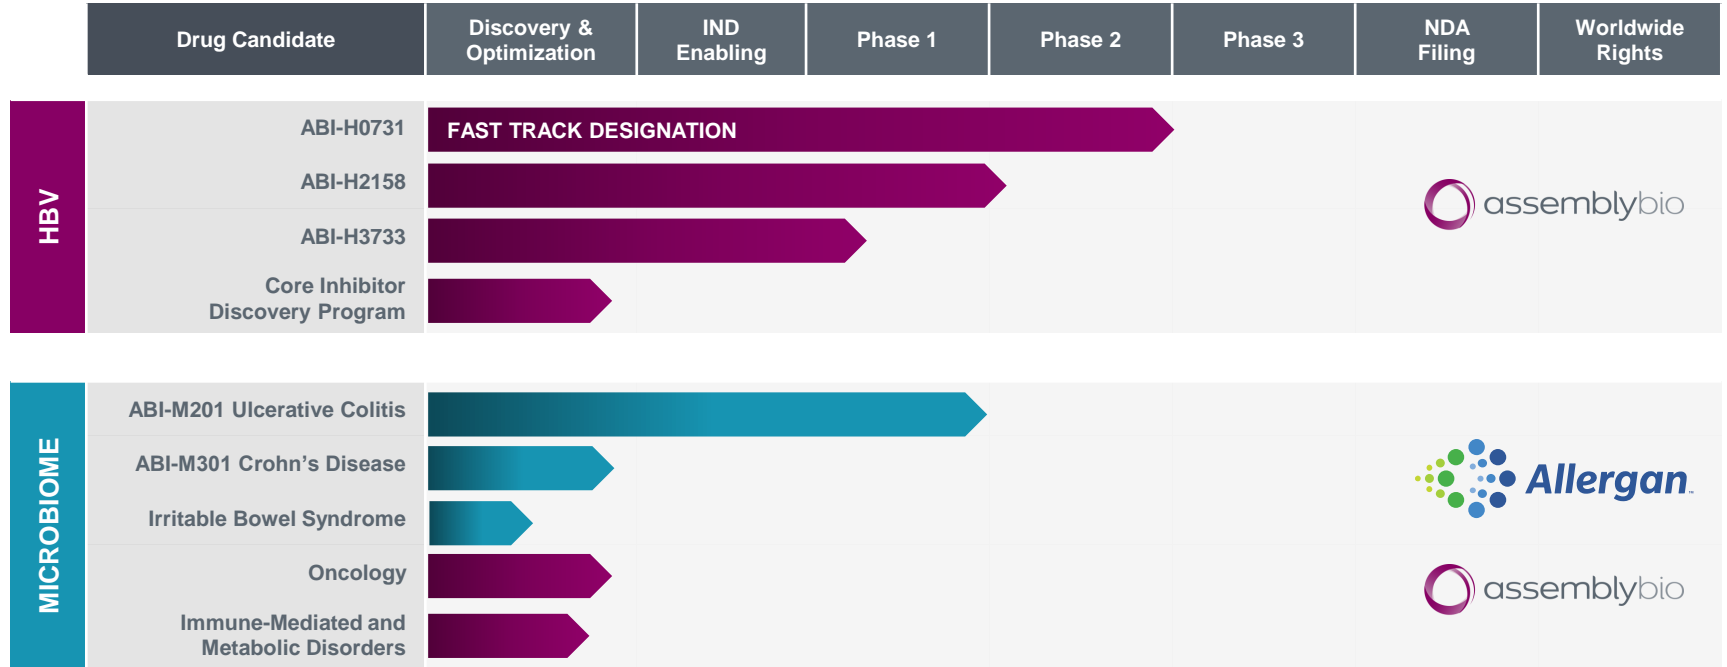 Drug Candidate
Discovery &
Optimization
IND
Enabling
Phase 1
Phase 2
Phase 3
NDA
Filing
Worldwide
Rights
HBV
ABI-H0731
FAST TRACK DESIGNATION
ABI-H2158
ABI-H3733
Core Inhibitor
Discovery Program
assemblybio
MICROBIOME
ABI-M201 Ulcerative Colitis
ABI-M301 Crohn’s Disease
Irritable Bowel Syndrome
Allergan
Oncology
Immune-Mediated and
Metabolic Disorders
assemblybio